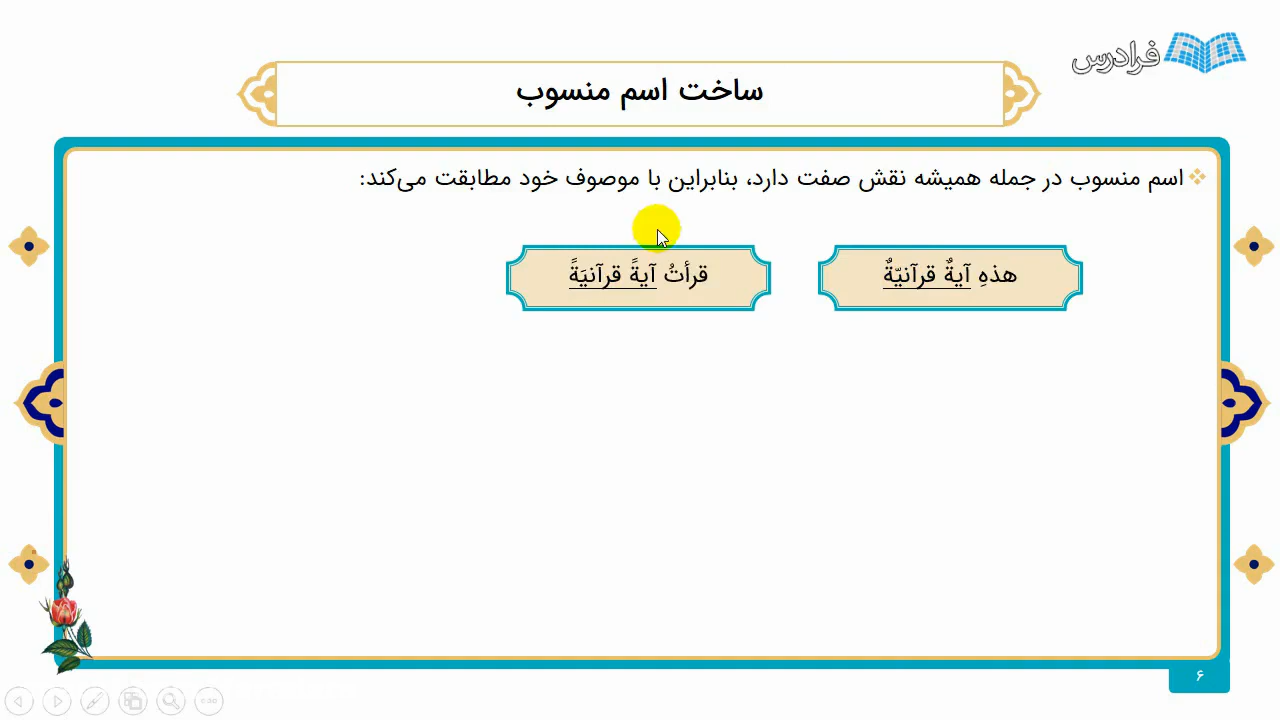 فرادرس
ساخت اسم منسوب
اسم منسوب در جمله همیشه نقش صفت دارد، بنابراین با موصوف خود مطابقت می‌کند:
هذهِ آیةٌ قرآنیّةٌ
قرأتُ آیةً قرآنیَةً
۶